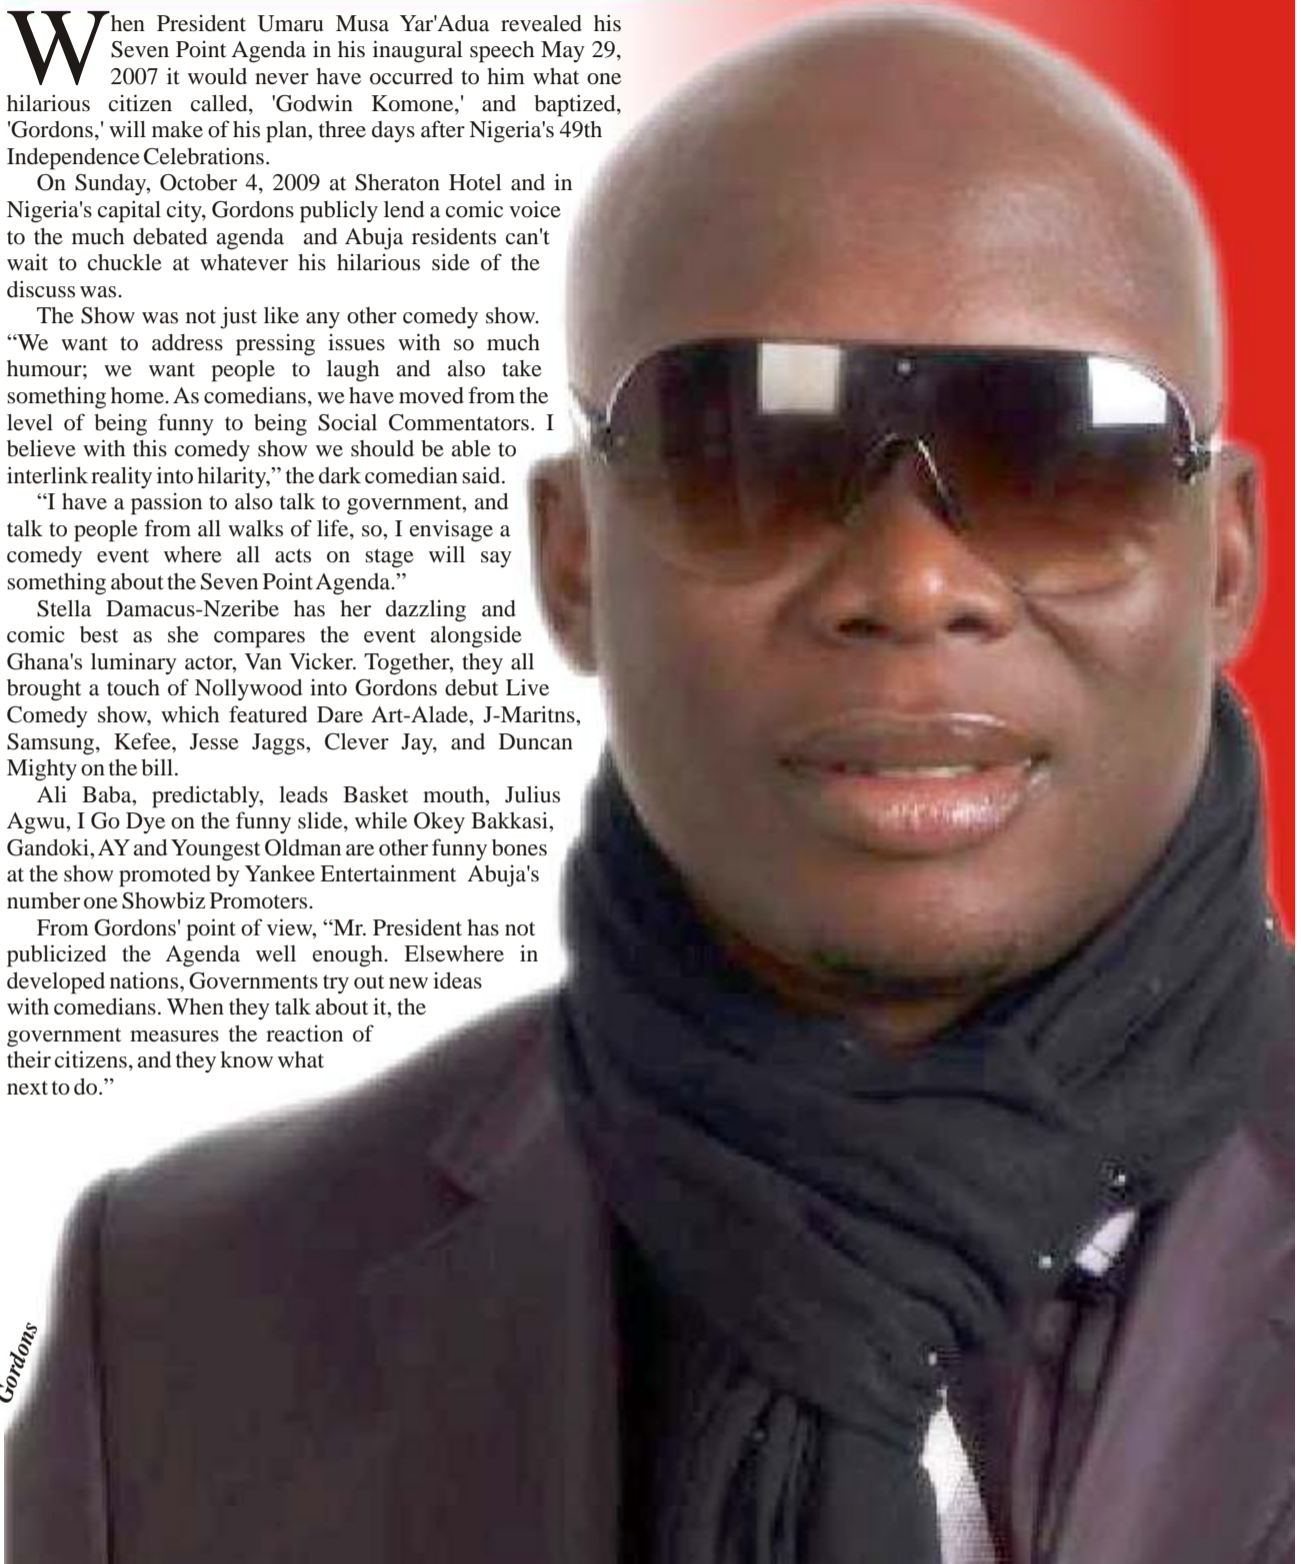 When President Umaru Musa Yar'Adua revealed his
Seven Point Agenda in his inaugural speech May 29,
2007 it would never have occurred to him what one
hilarious citizen called, 'Godwin Komone,' and baptized,
'Gordons,' will make of his plan, three days after Nigeria's 49th
Independence Celebrations.
On Sunday, October 4, 2009 at Sheraton Hotel and in
Nigeria's capital city, Gordons publicly lend a comic voice
to the much debated agenda and Abuja residents can't
wait to chuckle at whatever his hilarious side of the
discuss was.
The Show was not just like any other comedy show.
“We want to address pressing issues with so much
humour; we want people to laugh and also take
something home. As comedians, we have moved from the
level of being funny to being Social Commentators. I
believe with this comedy show we should be able to
interlink reality into hilarity,” the dark comedian said.
“I have a passion to also talk to government, and
talk to people from all walks of life, so, I envisage a
comedy event where all acts on stage will say
something about the Seven Point Agenda.”
Stella Damacus-Nzeribe has her dazzling and
comic best as she compares the event alongside
Ghana's luminary actor, Van Vicker. Together, they all
brought a touch of Nollywood into Gordons debut Live
Comedy show, which featured Dare Art-Alade, J-Maritns,
Samsung, Kefee, Jesse Jaggs, Clever Jay, and Duncan
Mighty on the bill.
Ali Baba, predictably, leads Basket mouth, Julius
Agwu, I Go Dye on the funny slide, while Okey Bakkasi,
Gandoki, AY and Youngest Oldman are other funny bones
at the show promoted by Yankee Entertainment Abuja's
number one Showbiz Promoters.
From Gordons' point of view, “Mr. President has not
publicized the Agenda well enough. Elsewhere in
developed nations, Governments try out new ideas
with comedians. When they talk about it, the
government measures the reaction of
their citizens, and they know what
next to do.”
Gordons